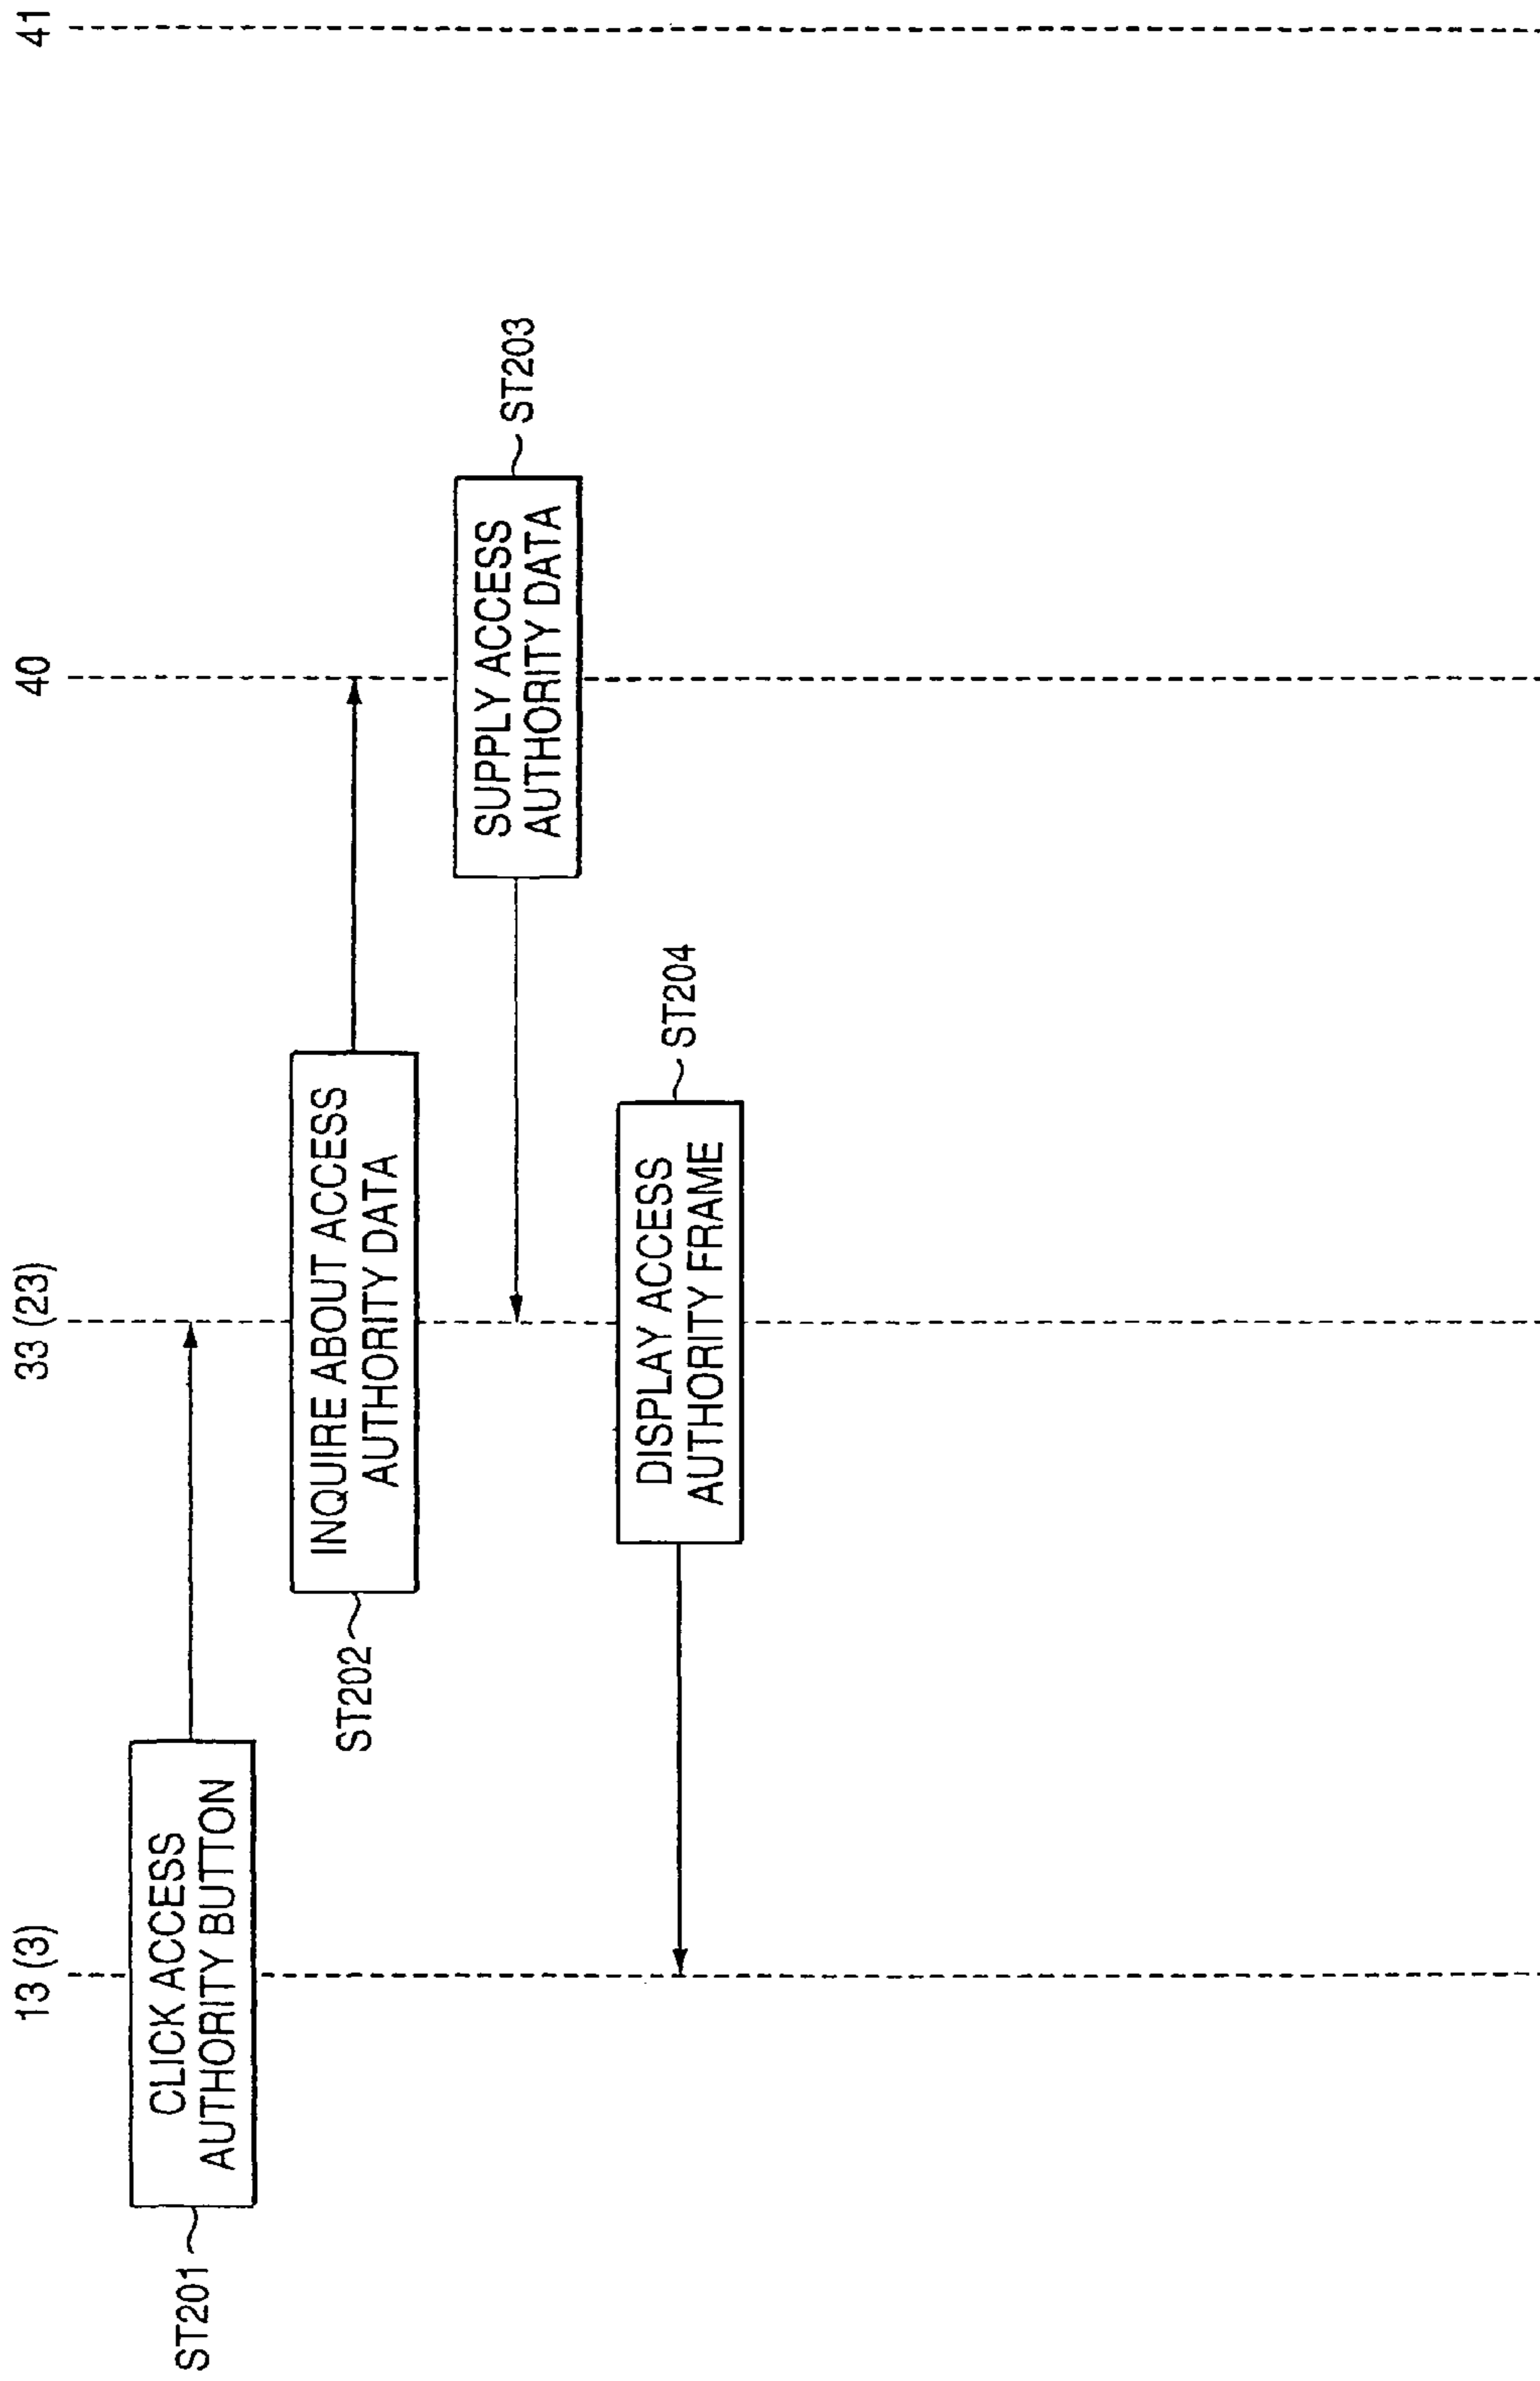 13 (3)
33 (23)
40
41
ST201
CLICK ACCESS
AUTHORITY BUTTON
ST202
INQUIRE ABOUT ACCESS
AUTHORITY DATA
SUPPLY ACCESS
AUTHORITY DATA
ST203
DISPLAY ACCESS
AUTHORITY FRAME
ST204